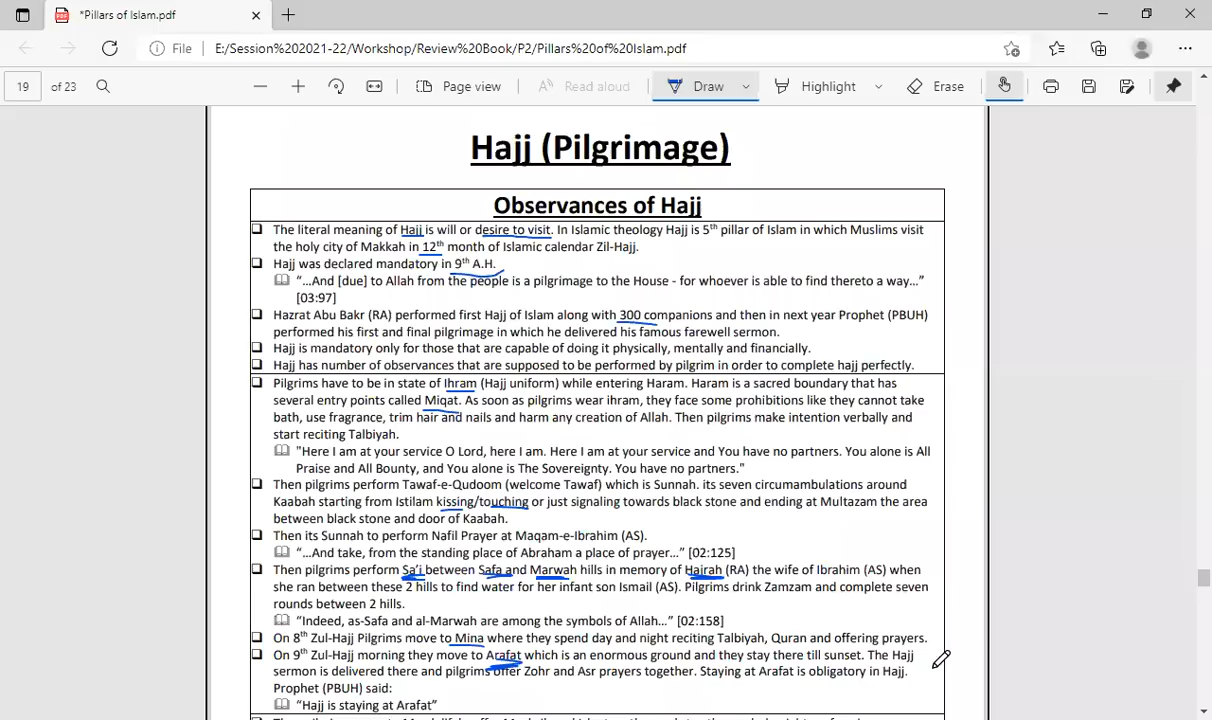 *Pillars of Islam.pdf
File E:/Session%202021-22/Workshop/Review%20Book/P2/Pillars%20of%20Islam.pdf
19 of 23 Page view Read aloud Draw Highlight Erase
Hajj (Pilgrimage)
Observances of Hajj
The literal meaning of Hajj is will or desire to visit. In Islamic theology Hajj is 5th pillar of Islam in which Muslims visit
the holy city of Makkah in 12th month of Islamic calendar Zil-Hajj.
Hajj was declared mandatory in 9th A.H.
“…And [due] to Allah from the people is a pilgrimage to the House - for whoever is able to find thereto a way…”
[03:97]
Hazrat Abu Bakr (RA) performed first Hajj of Islam along with 300 companions and then in next year Prophet (PBUH)
performed his first and final pilgrimage in which he delivered his famous farewell sermon.
Hajj is mandatory only for those that are capable of doing it physically, mentally and financially.
Hajj has number of observances that are supposed to be performed by pilgrim in order to complete hajj perfectly.
Pilgrims have to be in state of Ihram (Hajj uniform) while entering Haram. Haram is a sacred boundary that has
several entry points called Miqat. As soon as pilgrims wear ihram, they face some prohibitions like they cannot take
bath, use fragrance, trim hair and nails and harm any creation of Allah. Then pilgrims make intention verbally and
start reciting Talbiyah.
"Here I am at your service O Lord, here I am. Here I am at your service and You have no partners. You alone is All
Praise and All Bounty, and You alone is The Sovereignty. You have no partners."
Then pilgrims perform Tawaf-e-Qudoom (welcome Tawaf) which is Sunnah. its seven circumambulations around
Kaabah starting from Istilam kissing/touching or just signaling towards black stone and ending at Multazam the area
between black stone and door of Kaabah.
Then its Sunnah to perform Nafil Prayer at Maqam-e-Ibrahim (AS).
“…And take, from the standing place of Abraham a place of prayer…” [02:125]
Then pilgrims perform Sa’i between Safa and Marwah hills in memory of Hajrah (RA) the wife of Ibrahim (AS) when
she ran between these 2 hills to find water for her infant son Ismail (AS). Pilgrims drink Zamzam and complete seven
rounds between 2 hills.
“Indeed, as-Safa and al-Marwah are among the symbols of Allah…” [02:158]
On 8th Zul-Hajj Pilgrims move to Mina where they spend day and night reciting Talbiyah, Quran and offering prayers.
On 9th Zul-Hajj morning they move to Arafat which is an enormous ground and they stay there till sunset. The Hajj
sermon is delivered there and pilgrims offer Zohr and Asr prayers together. Staying at Arafat is obligatory in Hajj.
Prophet (PBUH) said:
“Hajj is staying at Arafat”